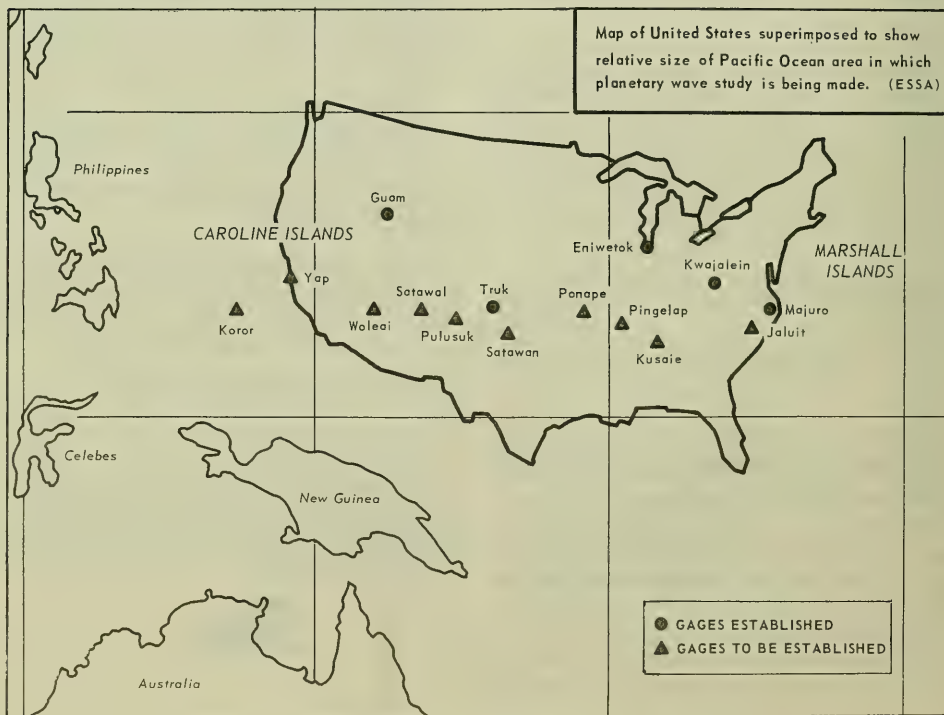 Map of United States superimposed to show
relative size of Pacific Ocean area in which
planetary wave study is being made. (ESSA)
Philippines
Guam
CAROLINE ISLANDS
Eniwetok
MARSHALL
ISLANDS
Kwajalein
Yap
Koror
Woleai
Satawal
Pulusuk
Truk
Satawan
Ponape
Pingelap
Kusaie
Majuro
Jaluit
Celebes
New Guinea
Australia
GAGES ESTABLISHED
GAGES TO BE ESTABLISHED